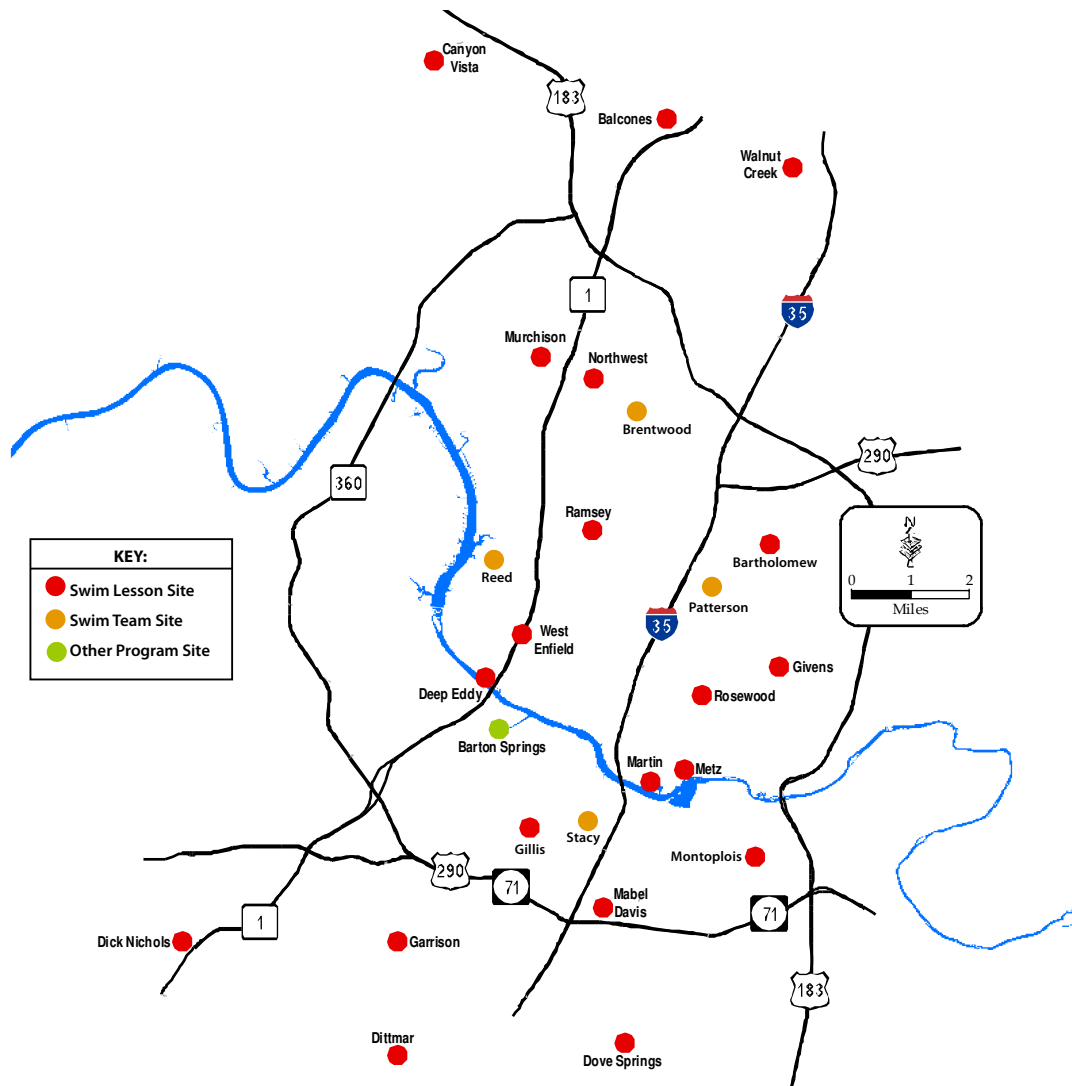 Canyon
Vista
183
Balcones
Walnut
Creek
1
35
Murchison
Northwest
Brentwood
290
360
Ramsey
N
Bartholomew
KEY:
Swim Lesson Site
Swim Team Site
Other Program Site
Reed
Patterson
0 1 2
Miles
35
West
Enfield
Givens
Deep Eddy
Rosewood
Barton Springs
Martin
Metz
Gillis
Stacy
Montoplois
290
71
Mabel
Davis
71
1
Dick Nichols
Garrison
183
Dittmar
Dove Springs